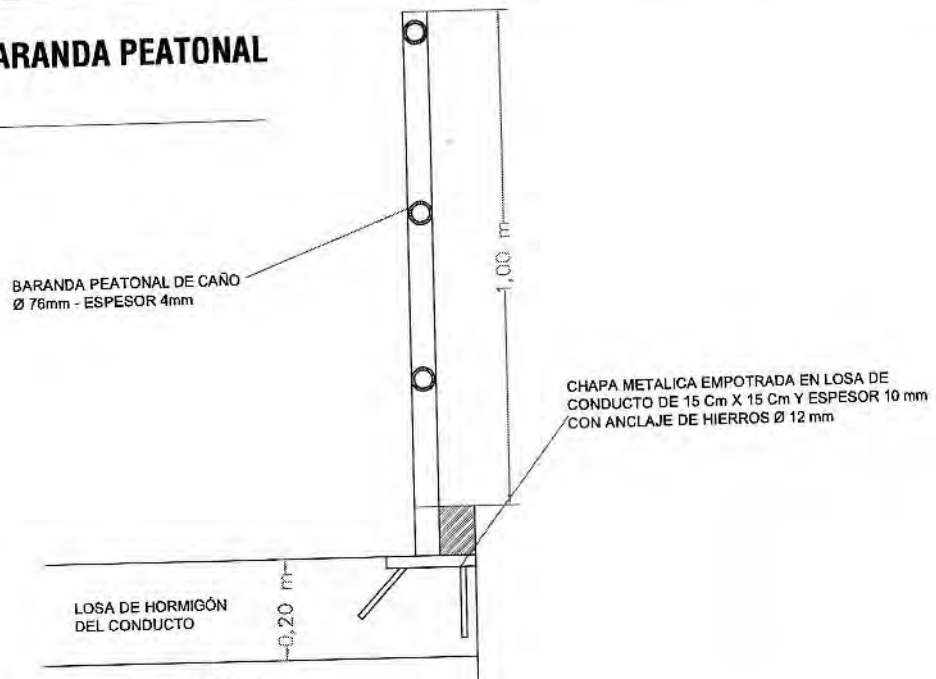 ARANDA PEATONAL
BARANDA PEATONAL DE CAÑO
Ø 76mm - ESPESOR 4mm
1,00 m
CHAPA METALICA EMPOTRADA EN LOSA DE
CONDUCTO DE 15 Cm X 15 Cm Y ESPESOR 10 mm
CON ANCLAJE DE HIERROS Ø 12 mm
LOSA DE HORMIGÓN
DEL CONDUCTO
0,20 m